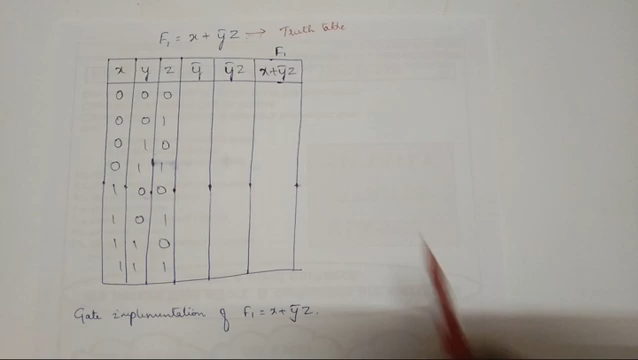 F₁ = x + ȳz → Truth table
F₁
x y z ȳ ȳz x+ȳz
0 0 0
0 0 1
0 1 0
0 1 1
1 0 0
1 0 1
1 1 0
1 1 1
Gate implementation of F₁ = x + ȳz.